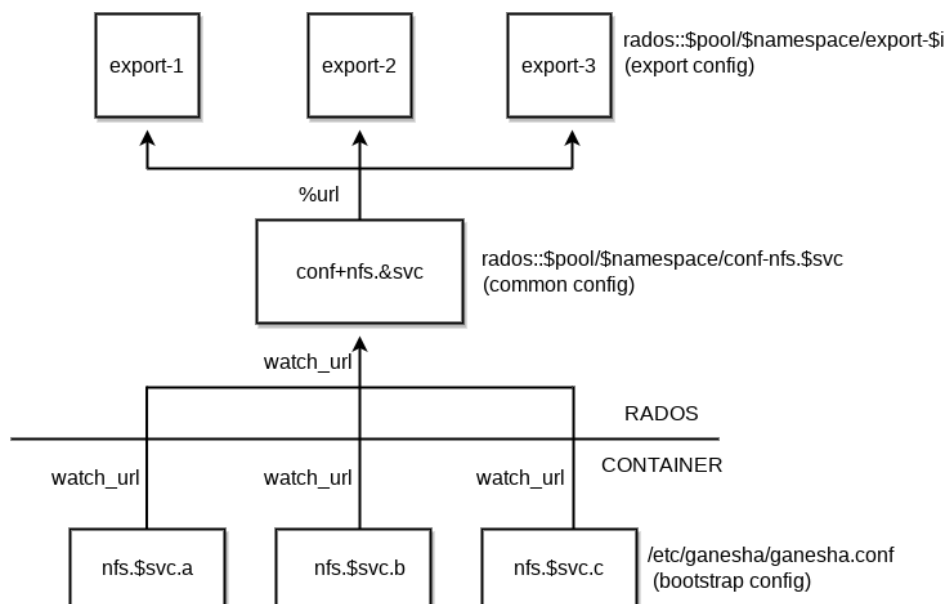 export-1
export-2
export-3
rados::$pool/$namespace/export-$i
(export config)
%url
conf+nfs.&svc
rados::$pool/$namespace/conf-nfs.$svc
(common config)
watch_url
RADOS
CONTAINER
watch_url
watch_url
watch_url
nfs.$svc.a
nfs.$svc.b
nfs.$svc.c
/etc/ganesha/ganesha.conf
(bootstrap config)